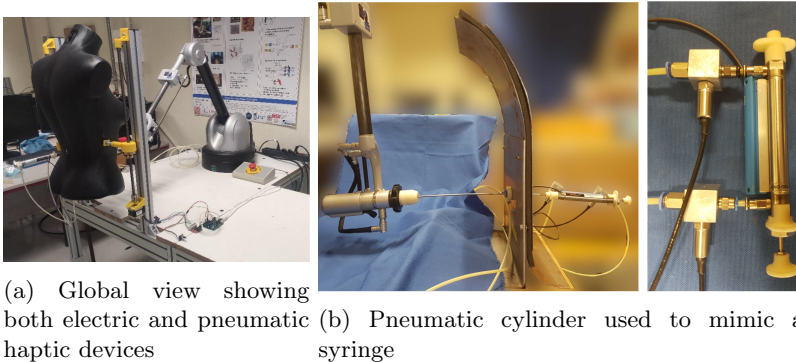 (a) Global view showing
both electric and pneumatic
haptic devices
(b) Pneumatic cylinder used to mimic a
syringe